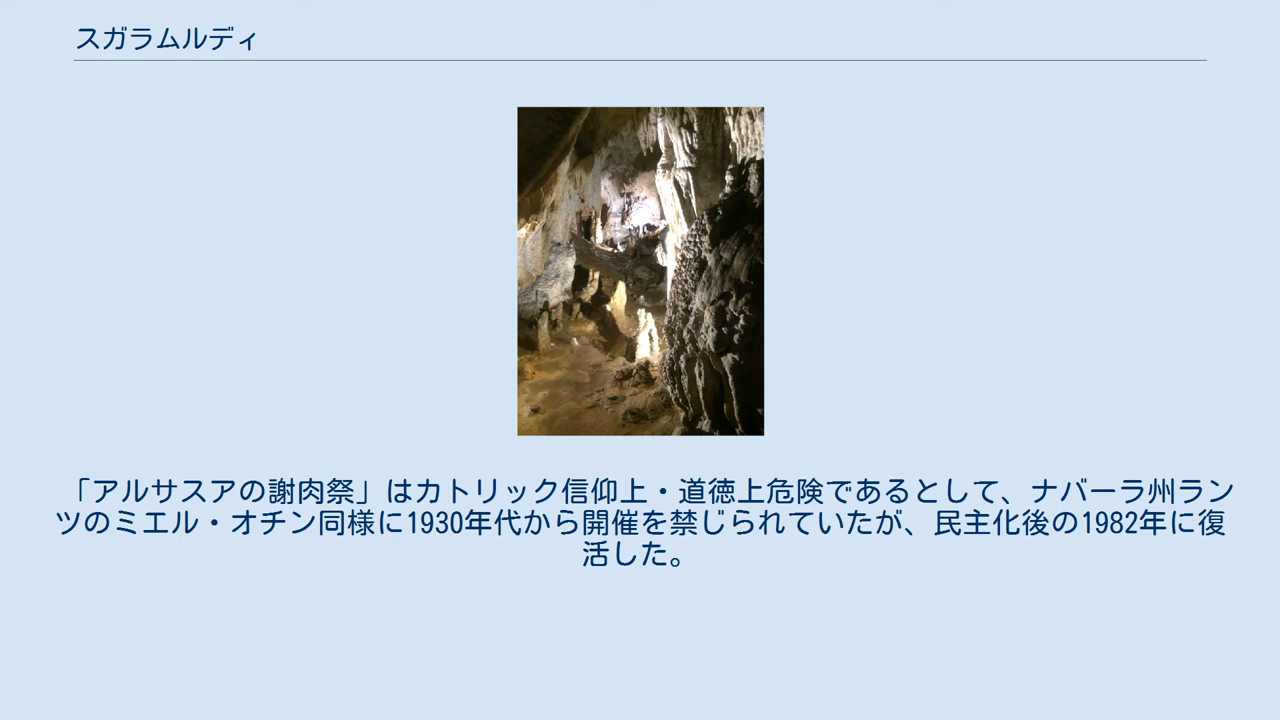 スガラムルディ
「アルサスアの謝肉祭」はカトリック信仰上・道徳上危険であるとして、ナバーラ州ラン
ツのミエル・オチン同様に1930年代から開催を禁じられていたが、民主化後の1982年に復
活した。